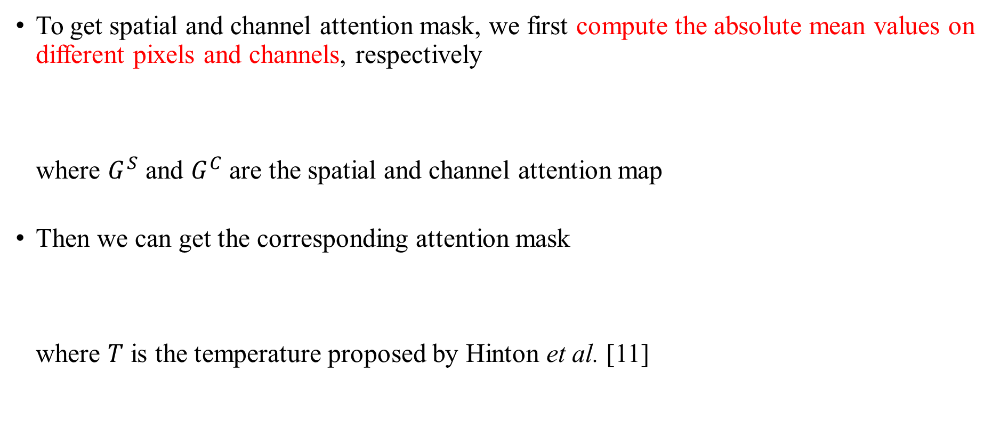 • To get spatial and channel attention mask, we first compute the absolute mean values on
different pixels and channels, respectively
where G^S and G^C are the spatial and channel attention map
• Then we can get the corresponding attention mask
where T is the temperature proposed by Hinton et al. [11]